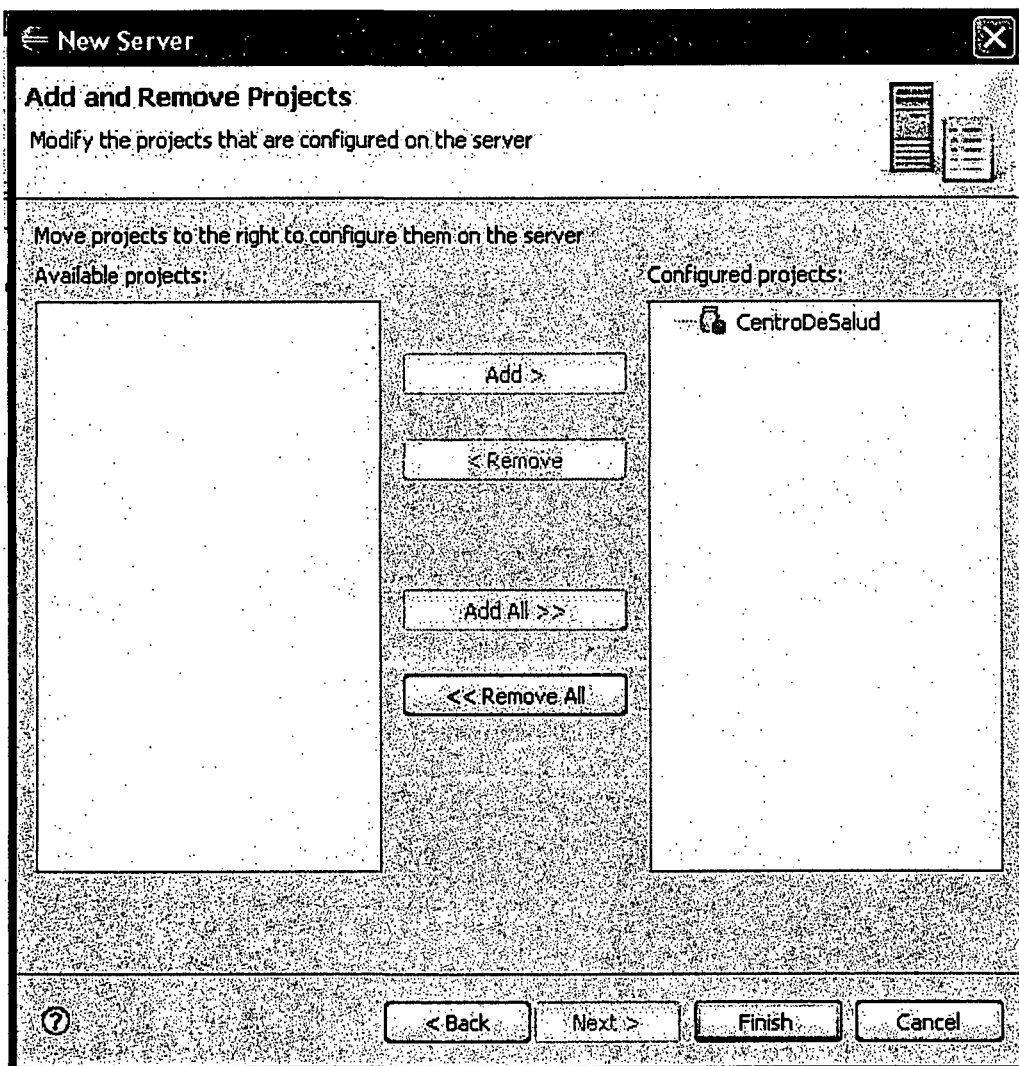 New Server
Add and Remove Projects
Modify the projects that are configured on the server
Move projects to the right to configure them on the server
Available projects:
Configured projects:
CentroDeSalud
Add >
< Remove
Add All >>
<< Remove All
< Back
Next >
Finish
Cancel